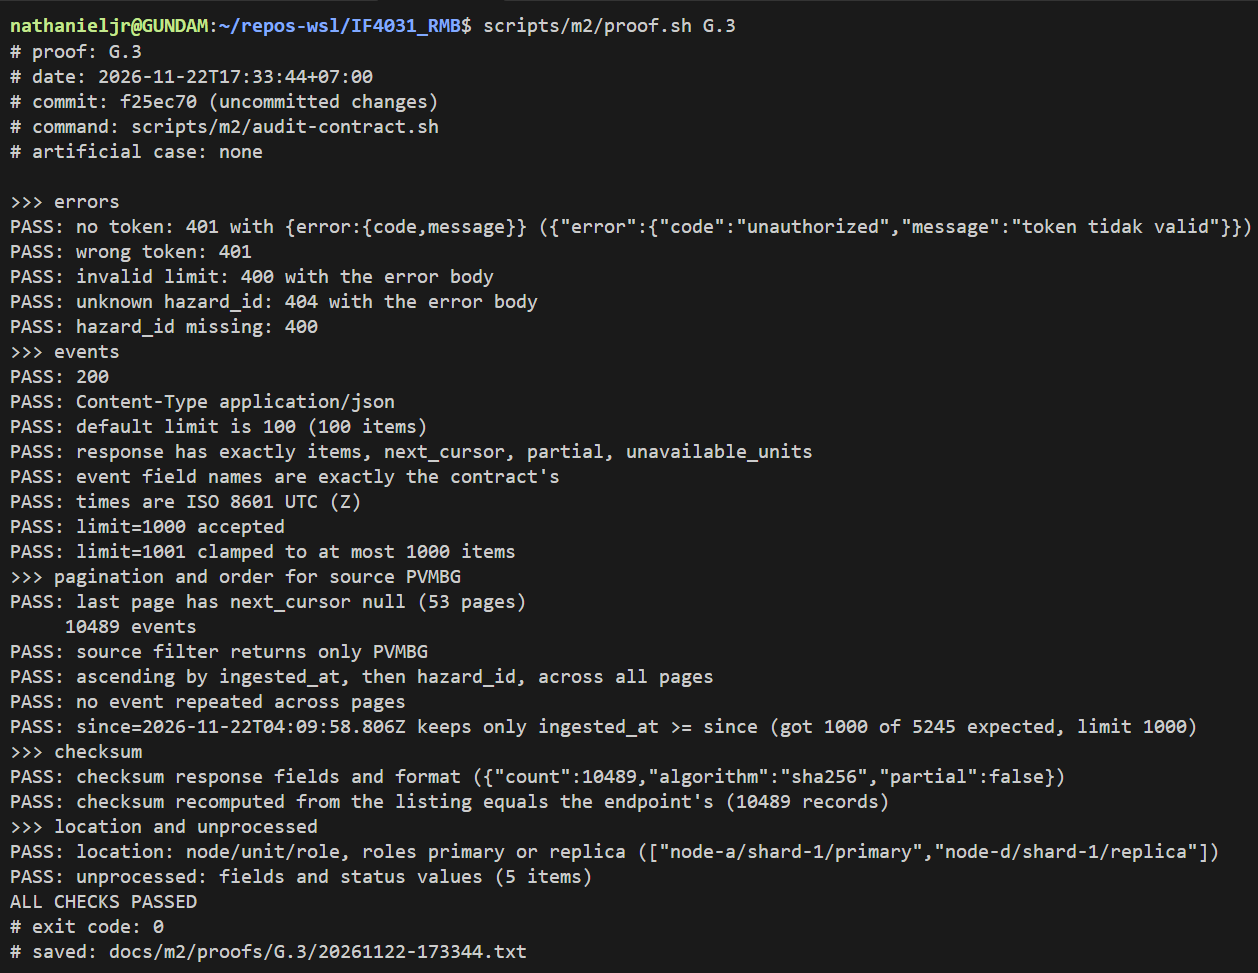 nathanieljr@GUNDAM:~/repos-wsl/IF4031_RMB$ scripts/m2/proof.sh G.3
# proof: G.3
# date: 2026-11-22T17:33:44+07:00
# commit: f25ec70 (uncommitted changes)
# command: scripts/m2/audit-contract.sh
# artificial case: none

>>> errors
PASS: no token: 401 with {error:{code,message}} ({"error":{"code":"unauthorized","message":"token tidak valid"}})
PASS: wrong token: 401
PASS: invalid limit: 400 with the error body
PASS: unknown hazard_id: 404 with the error body
PASS: hazard_id missing: 400
>>> events
PASS: 200
PASS: Content-Type application/json
PASS: default limit is 100 (100 items)
PASS: response has exactly items, next_cursor, partial, unavailable_units
PASS: event field names are exactly the contract's
PASS: times are ISO 8601 UTC (Z)
PASS: limit=1000 accepted
PASS: limit=1001 clamped to at most 1000 items
>>> pagination and order for source PVMBG
PASS: last page has next_cursor null (53 pages)
     10489 events
PASS: source filter returns only PVMBG
PASS: ascending by ingested_at, then hazard_id, across all pages
PASS: no event repeated across pages
PASS: since=2026-11-22T04:09:58.806Z keeps only ingested_at >= since (got 1000 of 5245 expected, limit 1000)
>>> checksum
PASS: checksum response fields and format ({"count":10489,"algorithm":"sha256","partial":false})
PASS: checksum recomputed from the listing equals the endpoint's (10489 records)
>>> location and unprocessed
PASS: location: node/unit/role, roles primary or replica (["node-a/shard-1/primary","node-d/shard-1/replica"])
PASS: unprocessed: fields and status values (5 items)
ALL CHECKS PASSED
# exit code: 0
# saved: docs/m2/proofs/G.3/20261122-173344.txt